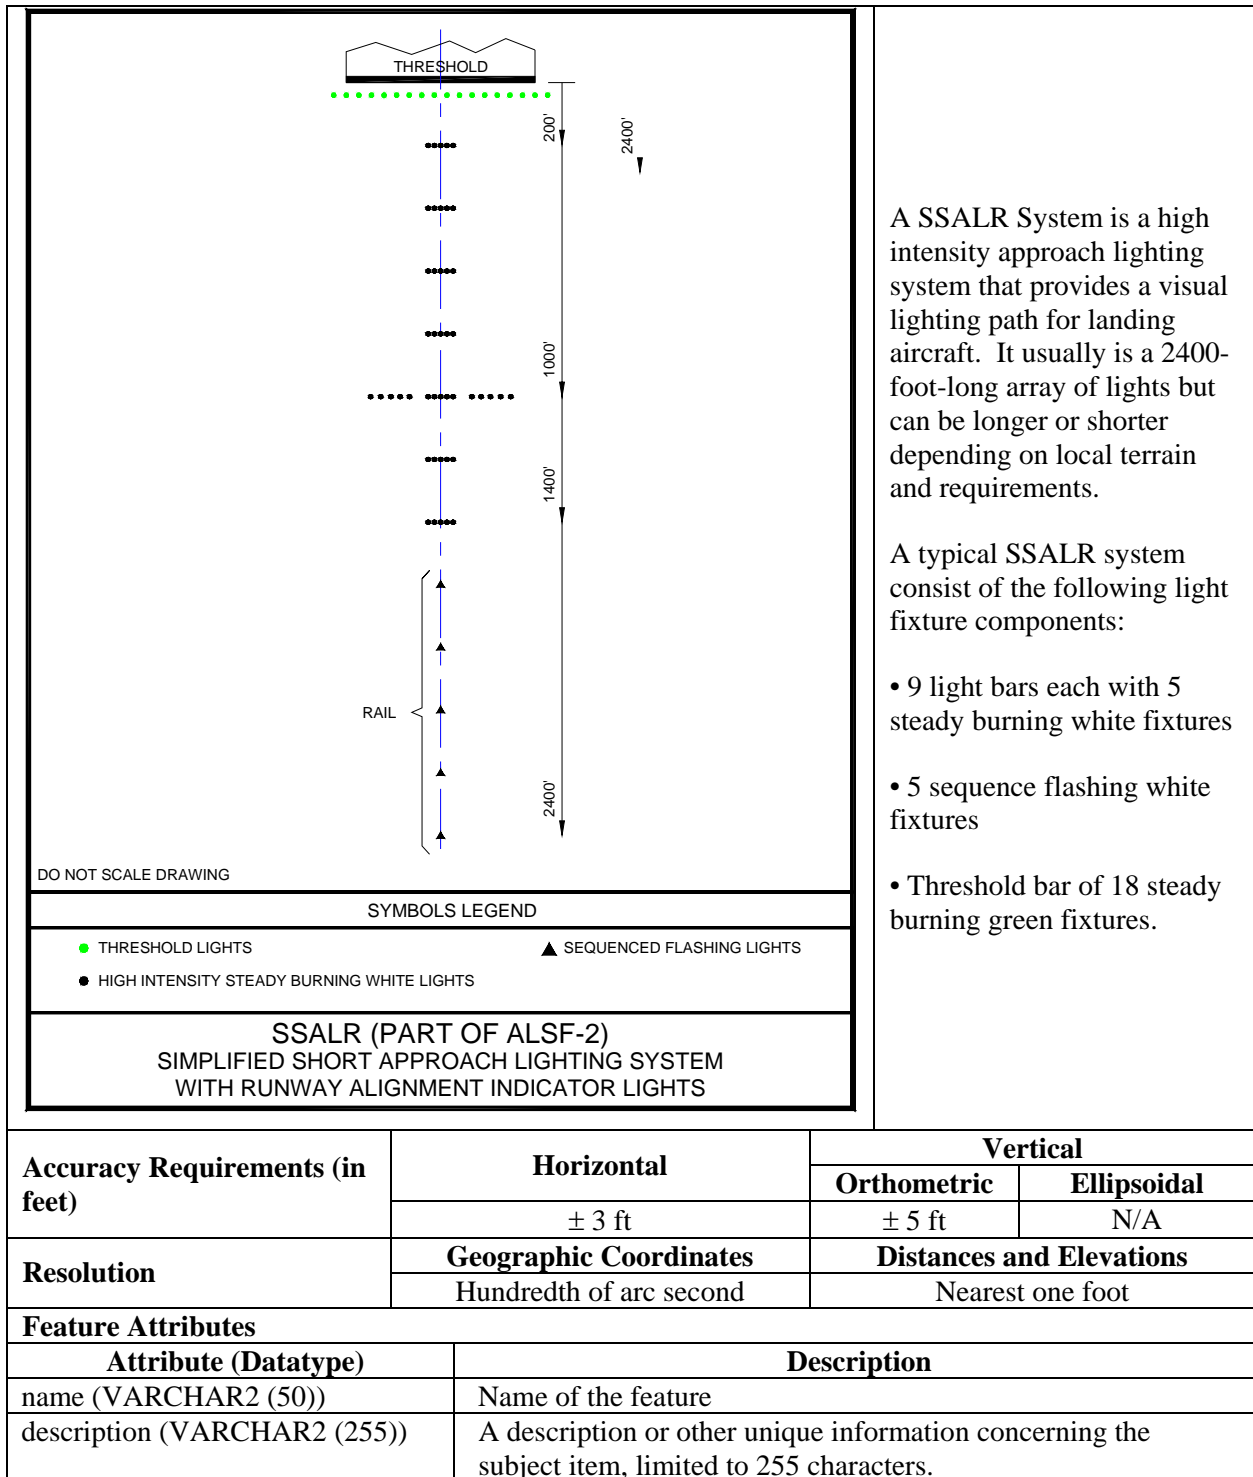 THRESHOLD
200'
2400'
1000'
1400'
RAIL
2400'
DO NOT SCALE DRAWING
SYMBOLS LEGEND
THRESHOLD LIGHTS
SEQUENCED FLASHING LIGHTS
HIGH INTENSITY STEADY BURNING WHITE LIGHTS
SSALR (PART OF ALSF-2)
SIMPLIFIED SHORT APPROACH LIGHTING SYSTEM
WITH RUNWAY ALIGNMENT INDICATOR LIGHTS
A SSALR System is a high
intensity approach lighting
system that provides a visual
lighting path for landing
aircraft.  It usually is a 2400-
foot-long array of lights but
can be longer or shorter
depending on local terrain
and requirements.
A typical SSALR system
consist of the following light
fixture components:
• 9 light bars each with 5
steady burning white fixtures
• 5 sequence flashing white
fixtures
• Threshold bar of 18 steady
burning green fixtures.
Accuracy Requirements (in
feet)
Horizontal
Vertical
Orthometric
Ellipsoidal
± 3 ft
± 5 ft
N/A
Resolution
Geographic Coordinates
Distances and Elevations
Hundredth of arc second
Nearest one foot
Feature Attributes
Attribute (Datatype)
Description
name (VARCHAR2 (50))
Name of the feature
description (VARCHAR2 (255))
A description or other unique information concerning the
subject item, limited to 255 characters.